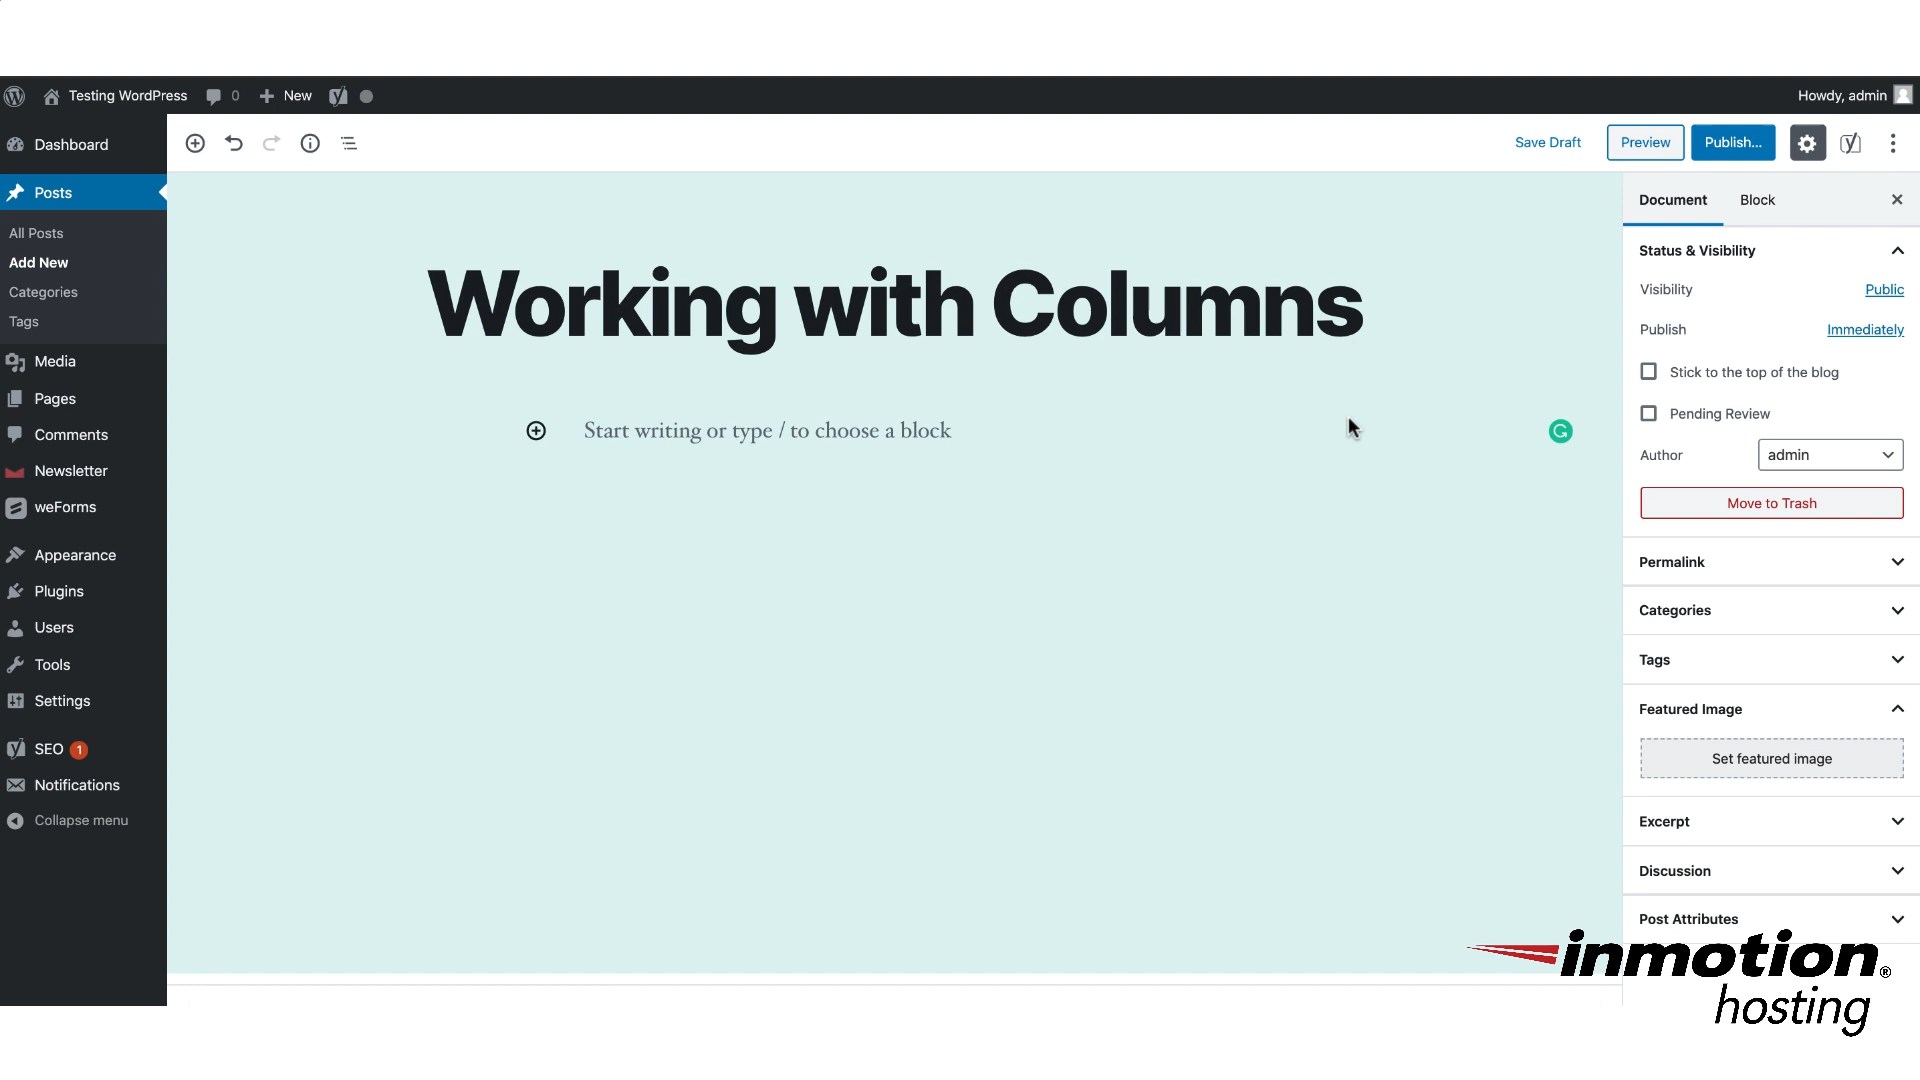 Testing WordPress
0
New
Howdy, admin
Dashboard
Posts
All Posts
Add New
Categories
Tags
Media
Pages
Comments
Newsletter
weForms
Appearance
Plugins
Users
Tools
Settings
SEO 1
Notifications
Collapse menu
Save Draft
Preview
Publish...
Working with Columns
Start writing or type / to choose a block
Document
Block
Status & Visibility
Visibility
Public
Publish
Immediately
Stick to the top of the blog
Pending Review
Author
admin
Move to Trash
Permalink
Categories
Tags
Featured Image
Set featured image
Excerpt
Discussion
Post Attributes
inmotion®
hosting